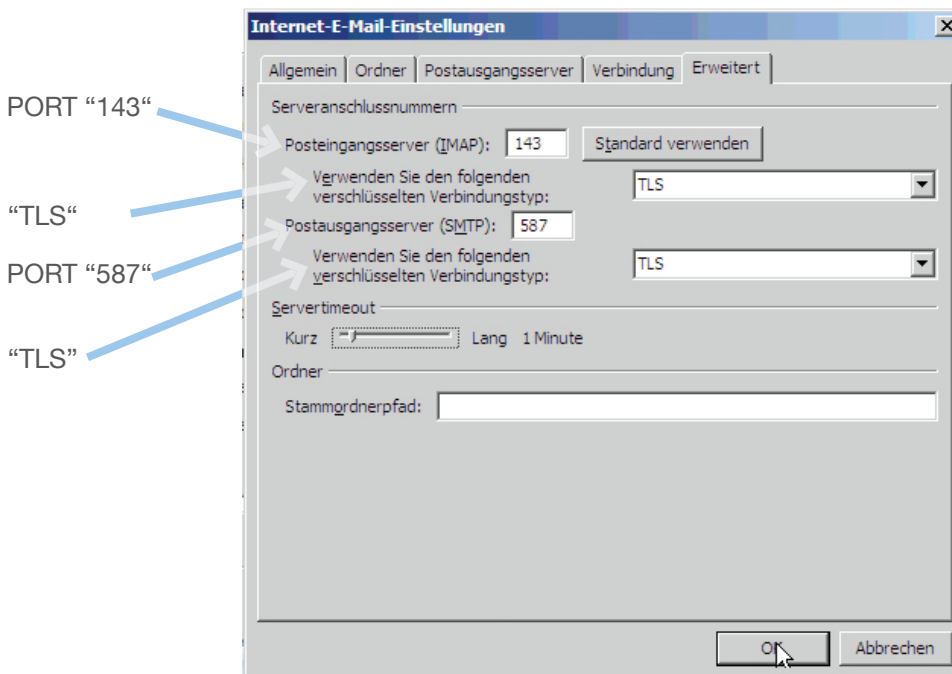 Internet-E-Mail-Einstellungen
Allgemein Ordner Postausgangsserver Verbindung Erweitert
Serveranschlussnummern
PORT “143“
Posteingangsserver (IMAP): 143 Standard verwenden
Verwenden Sie den folgenden
verschlüsselten Verbindungstyp: TLS
“TLS“
Postausgangsserver (SMTP): 587
PORT “587“
Verwenden Sie den folgenden
verschlüsselten Verbindungstyp: TLS
Servertimeout
Kurz Lang 1 Minute
“TLS”
Ordner
Stammordnerpfad:
OK Abbrechen